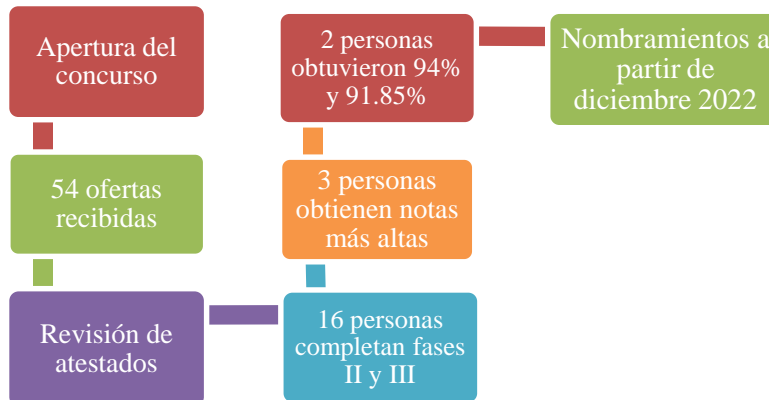 Apertura del
concurso
54 ofertas
recibidas
Revisión de
atestados
16 personas
completan fases
II y III
3 personas
obtienen notas
más altas
2 personas
obtuvieron 94%
y 91.85%
Nombramientos a
partir de
diciembre 2022